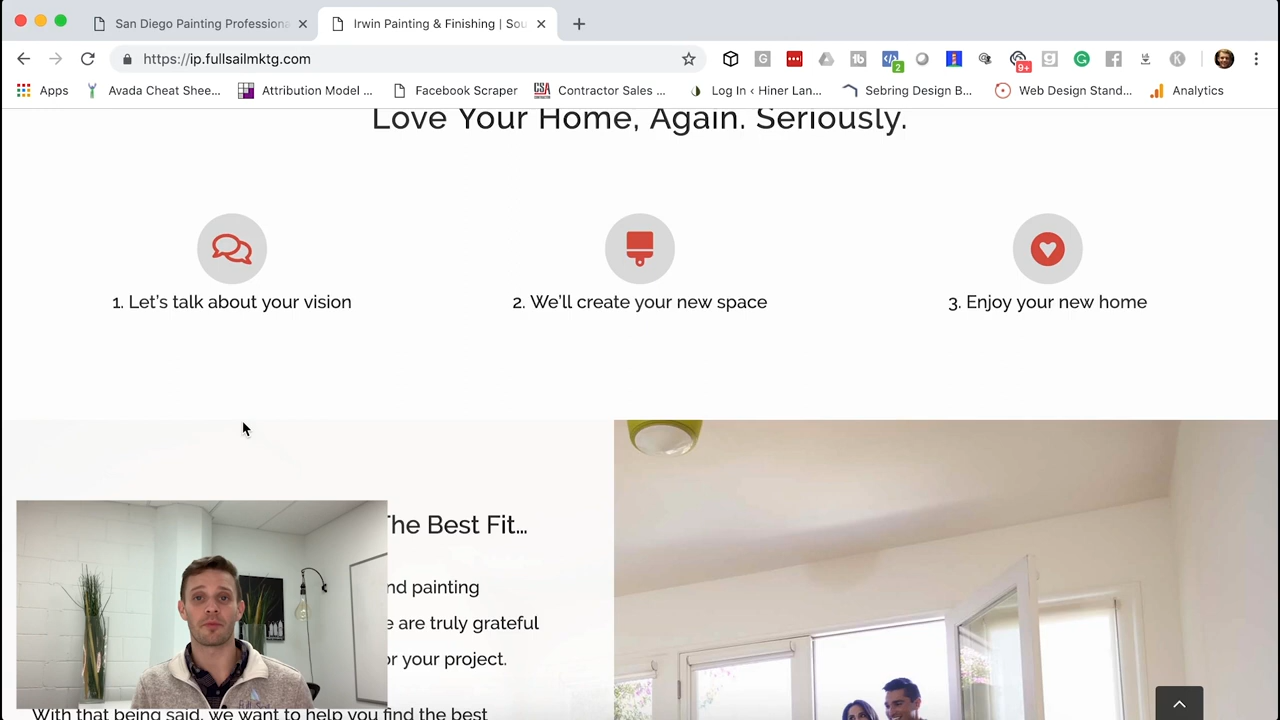 San Diego Painting Professiona
Irwin Painting & Finishing | Sou
https://ip.fullsailmktg.com
2
9+
Apps
Avada Cheat Shee...
Attribution Model ...
Facebook Scraper
CSA
Contractor Sales ...
Log In ‹ Hiner Lan...
Sebring Design B...
Web Design Stand...
Analytics
Love Your Home, Again. Seriously.
1. Let's talk about your vision
2. We'll create your new space
3. Enjoy your new home
The Best Fit...
nd painting
e are truly grateful
or your project.
With that being said, we want to help you find the best